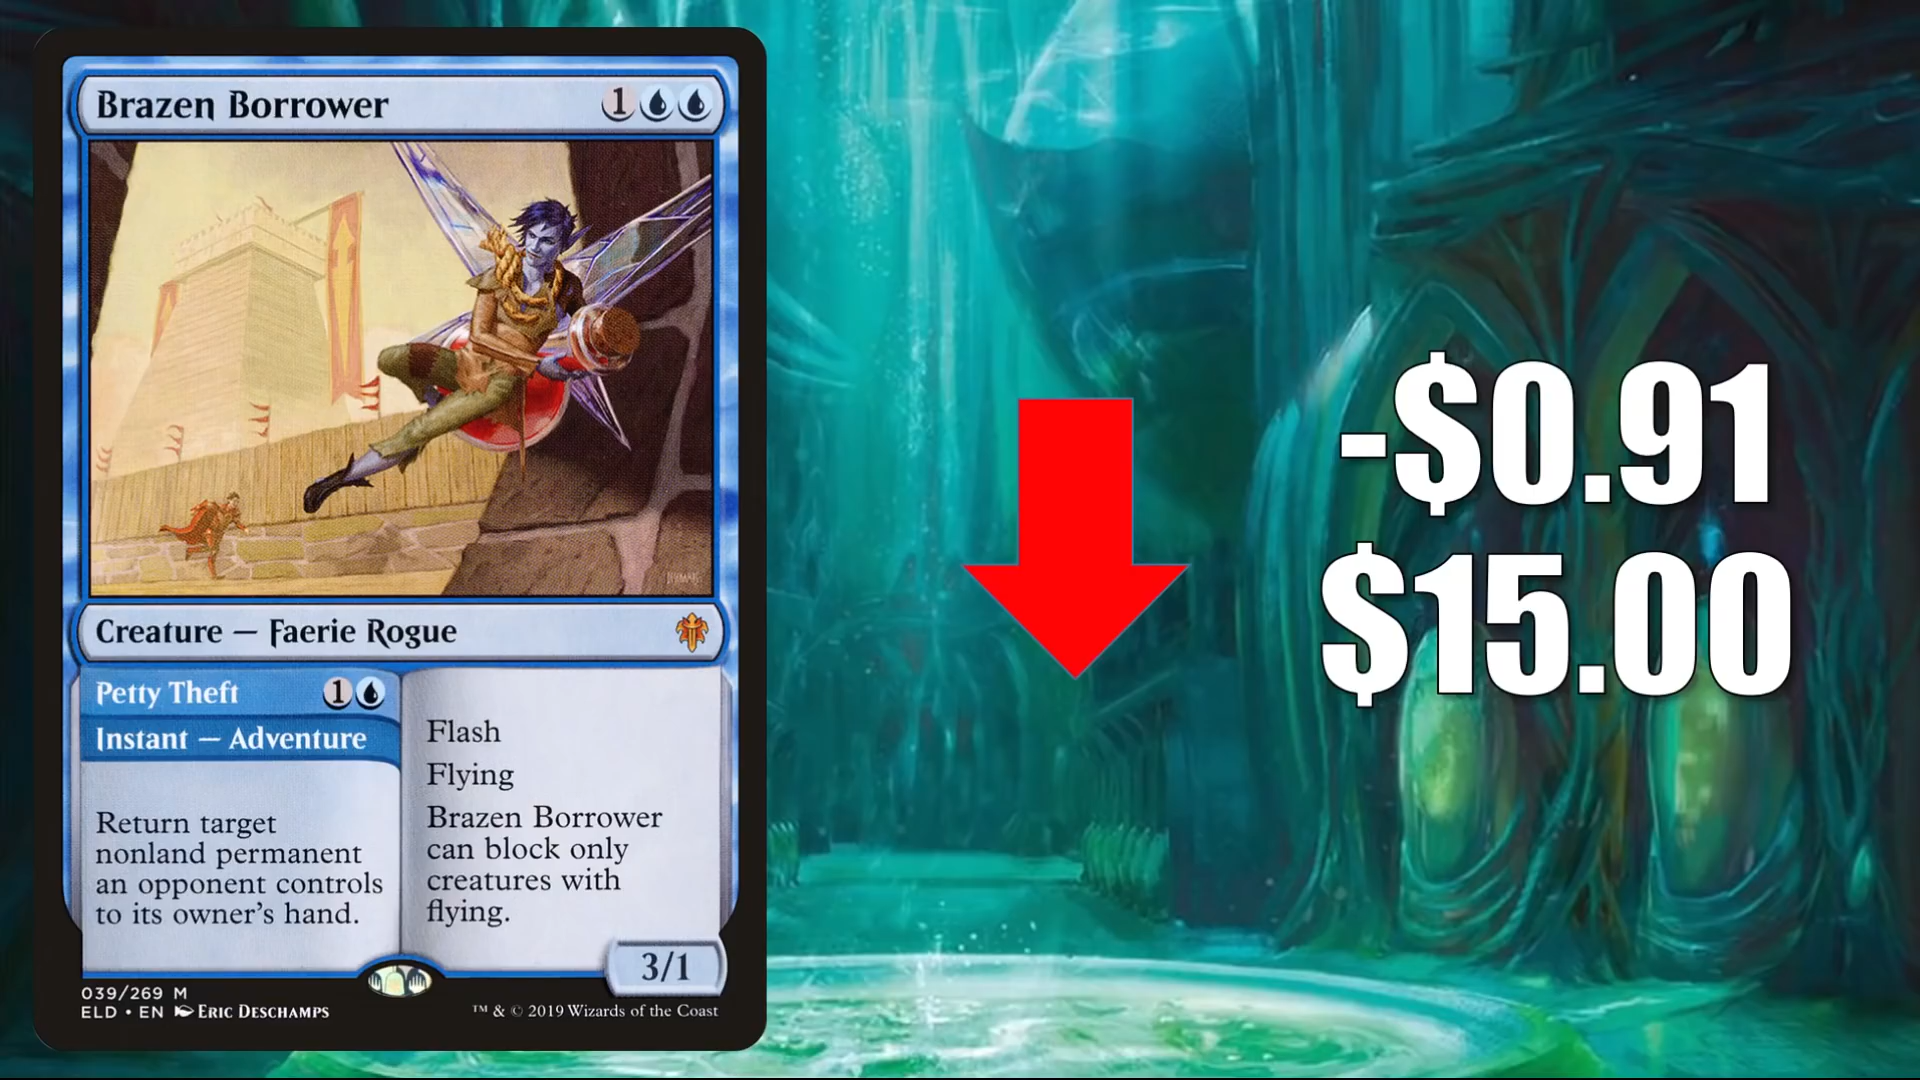 Brazen Borrower 1
Creature — Faerie Rogue
Petty Theft 1
Instant — Adventure
Return target
nonland permanent
an opponent controls
to its owner's hand.
Flash
Flying
Brazen Borrower
can block only
creatures with
flying.
3/1
039/269 M
ELD • EN Eric Deschamps
™ & © 2019 Wizards of the Coast
-$0.91
$15.00